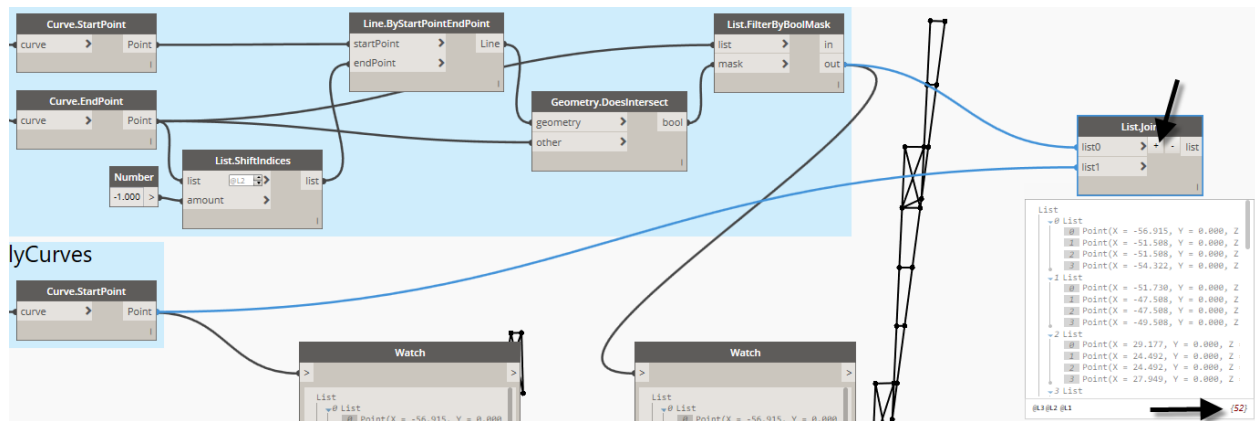 Curve.StartPoint
curve > Point
Line.ByStartPointEndPoint
startPoint > Line
endPoint >
List.FilterByBoolMask
list > in
mask > out
Curve.EndPoint
curve > Point
Geometry.DoesIntersect
geometry > bool
other >
List.ShiftIndices
list @L2 > list
amount >
Number
-1.000 >
List.Join
list0 > + - list
list1 >
List
0 List
0 Point(X = -56.915, Y = 0.000, Z
1 Point(X = -51.508, Y = 0.000, Z
2 Point(X = -51.508, Y = 0.000, Z
3 Point(X = -54.322, Y = 0.000, Z
1 List
0 Point(X = -51.730, Y = 0.000, Z
1 Point(X = -47.508, Y = 0.000, Z
2 Point(X = -47.508, Y = 0.000, Z
3 Point(X = -49.508, Y = 0.000, Z
2 List
0 Point(X = 29.177, Y = 0.000, Z =
1 Point(X = 24.492, Y = 0.000, Z =
2 Point(X = 24.492, Y = 0.000, Z =
3 Point(X = 27.949, Y = 0.000, Z =
3 List
@L3 @L2 @L1 {52}
lyCurves
Curve.StartPoint
curve > Point
Watch
> >
List
0 List
0 Point(X = -56.915, Y = 0.000
Watch
> >
List
0 List
0 Point(X = -56.915, Y = 0.000